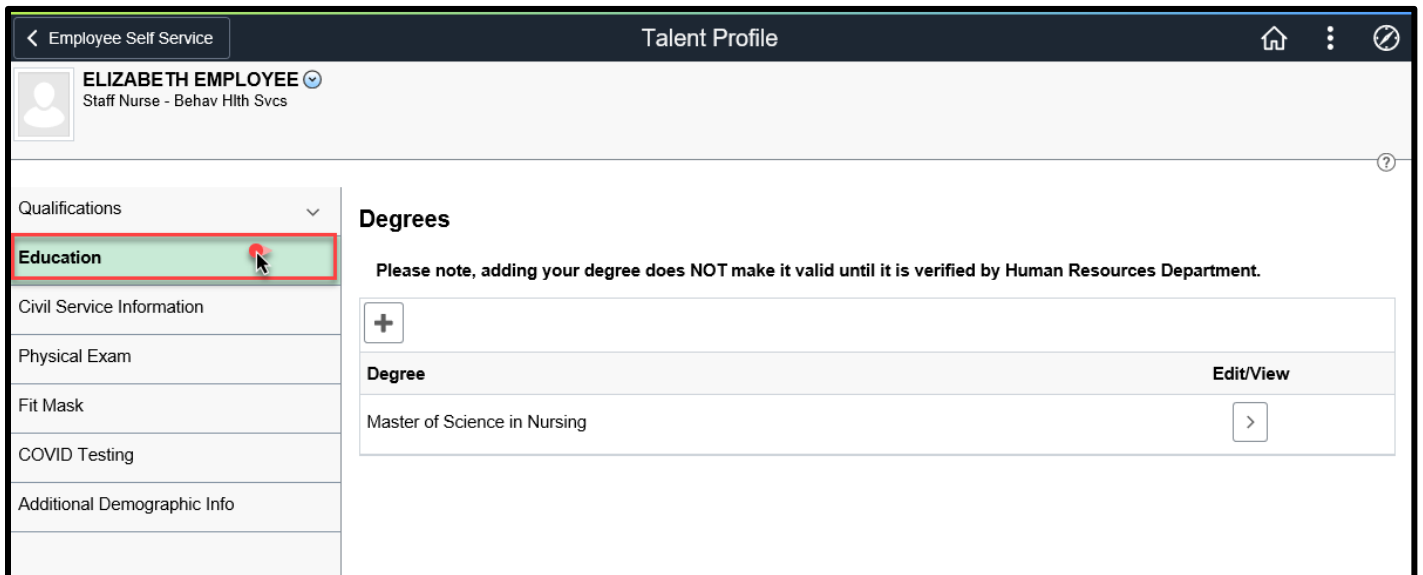 Employee Self Service
Talent Profile
ELIZABETH EMPLOYEE
Staff Nurse - Behav Hlth Svcs
?
Qualifications
Education
Civil Service Information
Physical Exam
Fit Mask
COVID Testing
Additional Demographic Info
Degrees
Please note, adding your degree does NOT make it valid until it is verified by Human Resources Department.
Degree Edit/View
Master of Science in Nursing